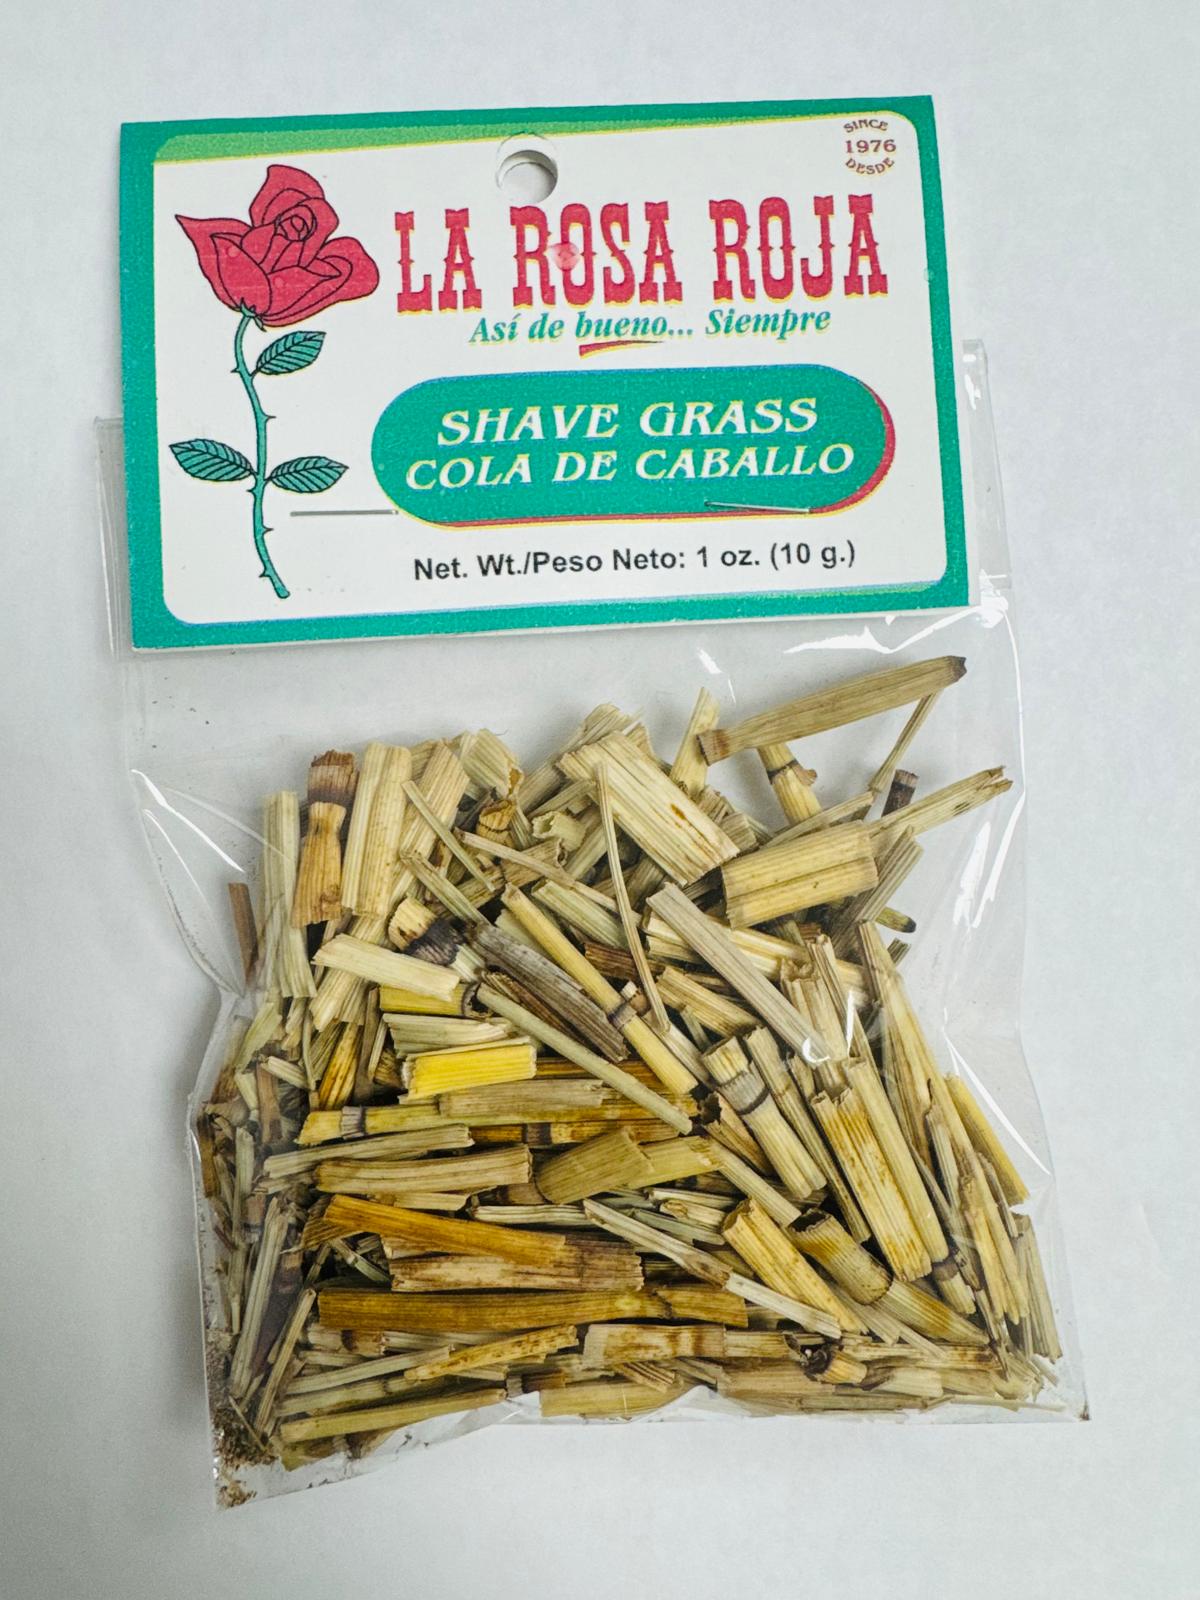 SINCE
1976
DESDE
LA ROSA ROJA
Así de bueno... Siempre
SHAVE GRASS
COLA DE CABALLO
Net. Wt./Peso Neto: 1 oz. (10 g.)